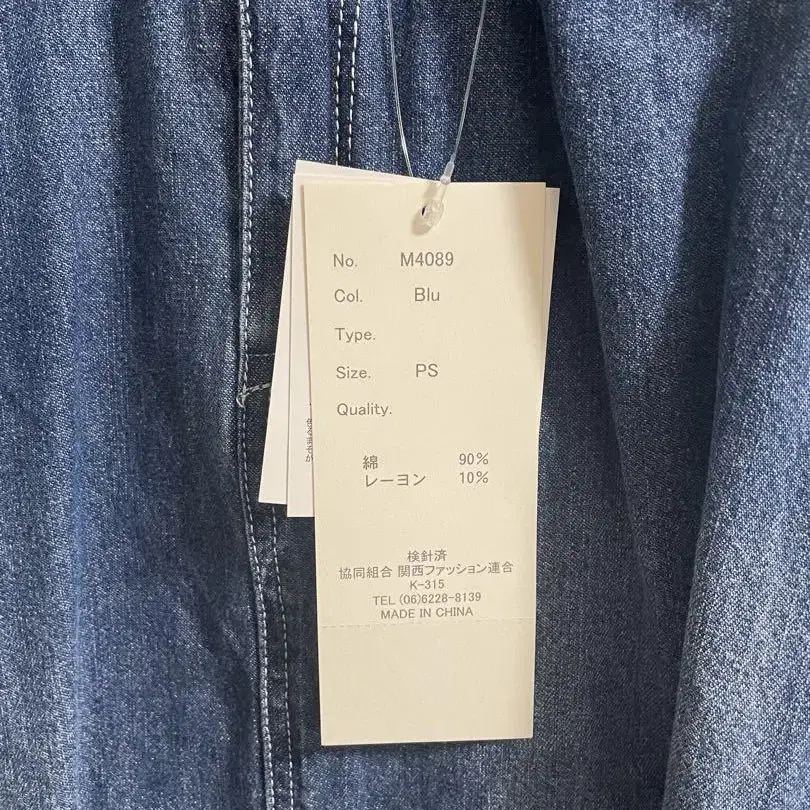 No. M4089
Col. Blu
Type.
Size. PS
Quality.
綿 90%
レーヨン 10%
検針済
協同組合 関西ファッション連合
K-315
TEL (06)6228-8139
MADE IN CHINA